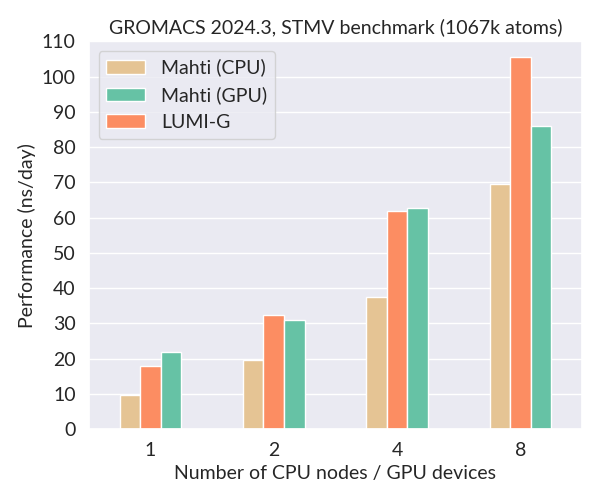 GROMACS 2024.3, STMV benchmark (1067k atoms)
110
100
90
80
70
60
50
40
30
20
10
0
Performance (ns/day)
Mahti (CPU)
Mahti (GPU)
LUMI-G
1 2 4 8
Number of CPU nodes / GPU devices